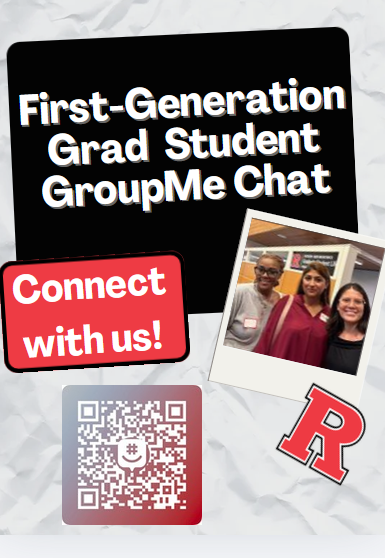 First-Generation
Grad Student
GroupMe Chat
Connect
with us!
R
R